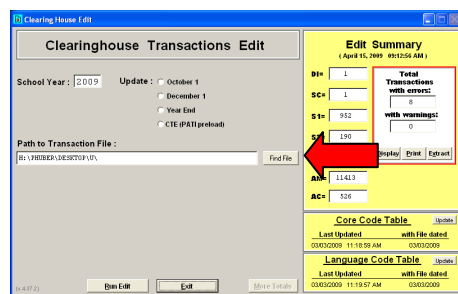 Clearing House Edit
Clearinghouse Transactions Edit
School Year : 2009 Update : October 1
December 1
Year End
CTE (PATI preload)
Path to Transaction File :
H:\PHUBER\DESKTOP\U\ Find File
Run Edit Exit More Totals
Edit Summary
( April 15, 2009 09:12:56 AM )
DI= 1
SC= 1
S1= 952
190
AM= 11413
AC= 526
Total
Transactions
with errors:
8
with warnings:
0
Display Print Extract
Core Code Table Update
Last Updated with File dated
03/03/2009 11:18:59 AM 03/03/2009
Language Code Table Update
Last Updated with File dated
03/03/2009 11:19:57 AM 03/03/2009